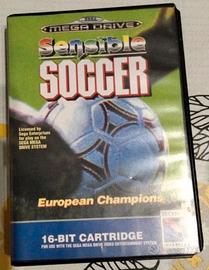 SEGA
MEGA DRIVE
Sensible
SOCCER
Licensed by
Sega Enterprises
for play on the
SEGA MEGA
DRIVE SYSTEM
European Champions
16-BIT CARTRIDGE
FOR USE WITH THE SEGA MEGA DRIVE VIDEO ENTERTAINMENT SYSTEM